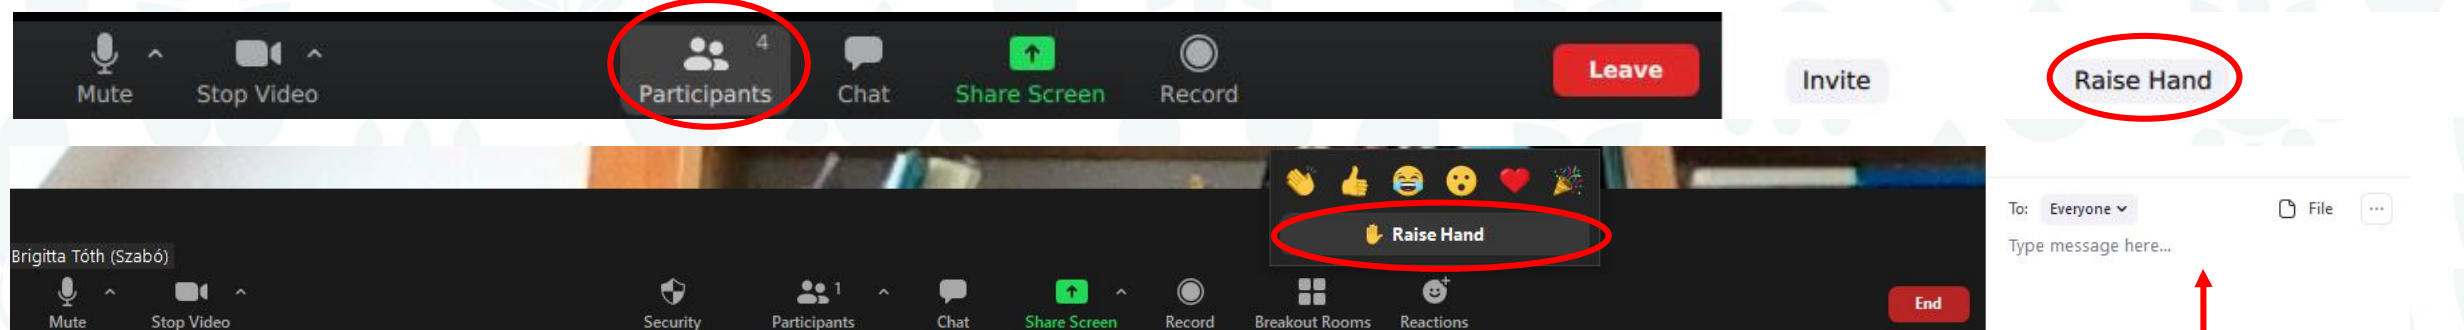 4
Mute Stop Video Participants Chat Share Screen Record Leave Invite Raise Hand
Raise Hand
To: Everyone File ...
Type message here...
Brigitta Tóth (Szabó)
1
Mute Stop Video Security Participants Chat Share Screen Record Breakout Rooms Reactions End